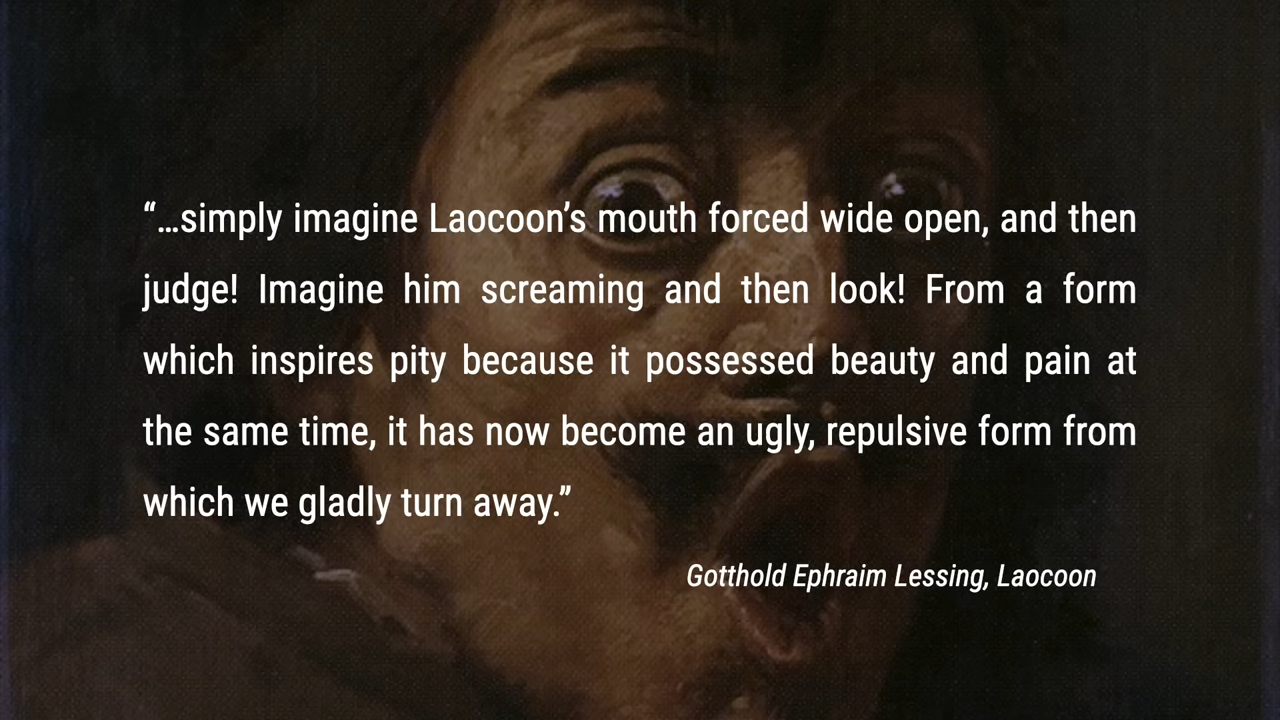 “…simply imagine Laocoon’s mouth forced wide open, and then
judge! Imagine him screaming and then look! From a form
which inspires pity because it possessed beauty and pain at
the same time, it has now become an ugly, repulsive form from
which we gladly turn away.”
Gotthold Ephraim Lessing, Laocoon